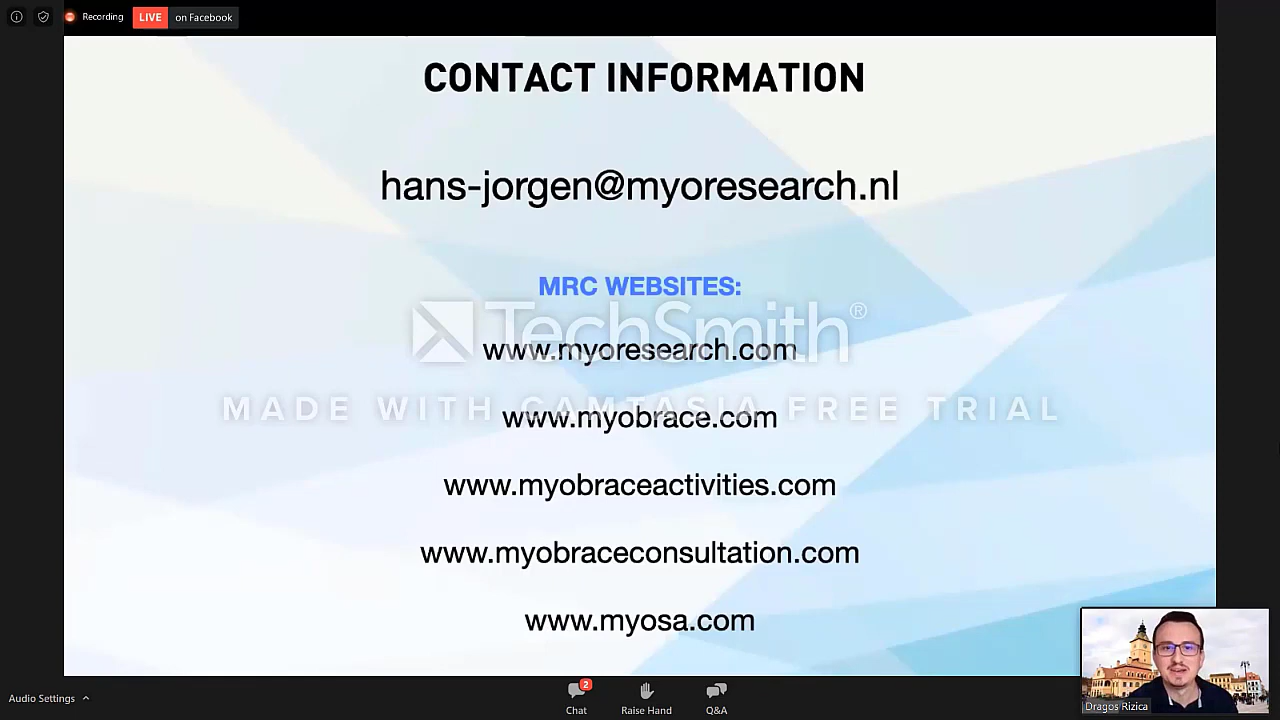 Recording
LIVE on Facebook
CONTACT INFORMATION
hans-jorgen@myoresearch.nl
MRC WEBSITES:
TechSmith®
www.myoresearch.com
MADE WITH CAMTASIA FREE TRIAL
www.myobrace.com
www.myobraceactivities.com
www.myobraceconsultation.com
www.myosa.com
Dragos Rizica
Audio Settings
2
Chat
Raise Hand
Q&A